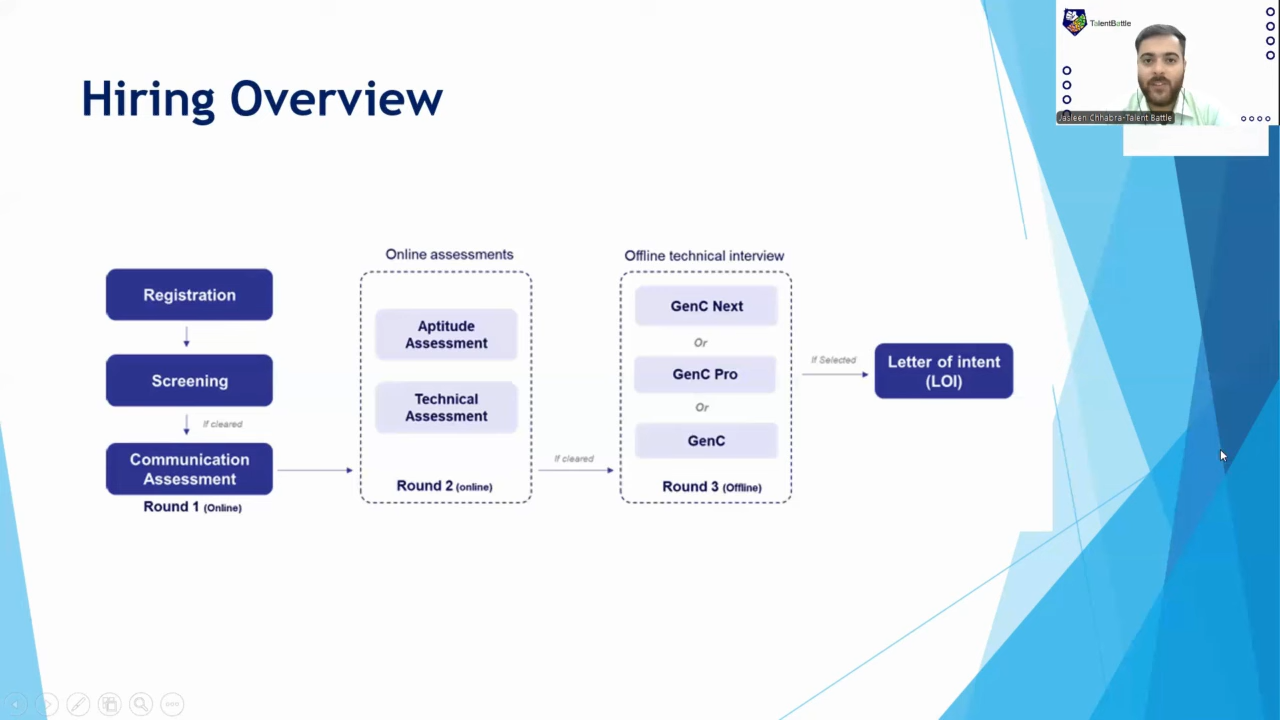 TalentBattle
Jasleen Chhabra-Talent Battle
Hiring Overview
Registration
Screening
If cleared
Communication
Assessment
Round 1 (Online)
Online assessments
Aptitude
Assessment
Technical
Assessment
Round 2 (online)
If cleared
Offline technical interview
GenC Next
Or
GenC Pro
Or
GenC
Round 3 (Offline)
If Selected
Letter of intent
(LOI)